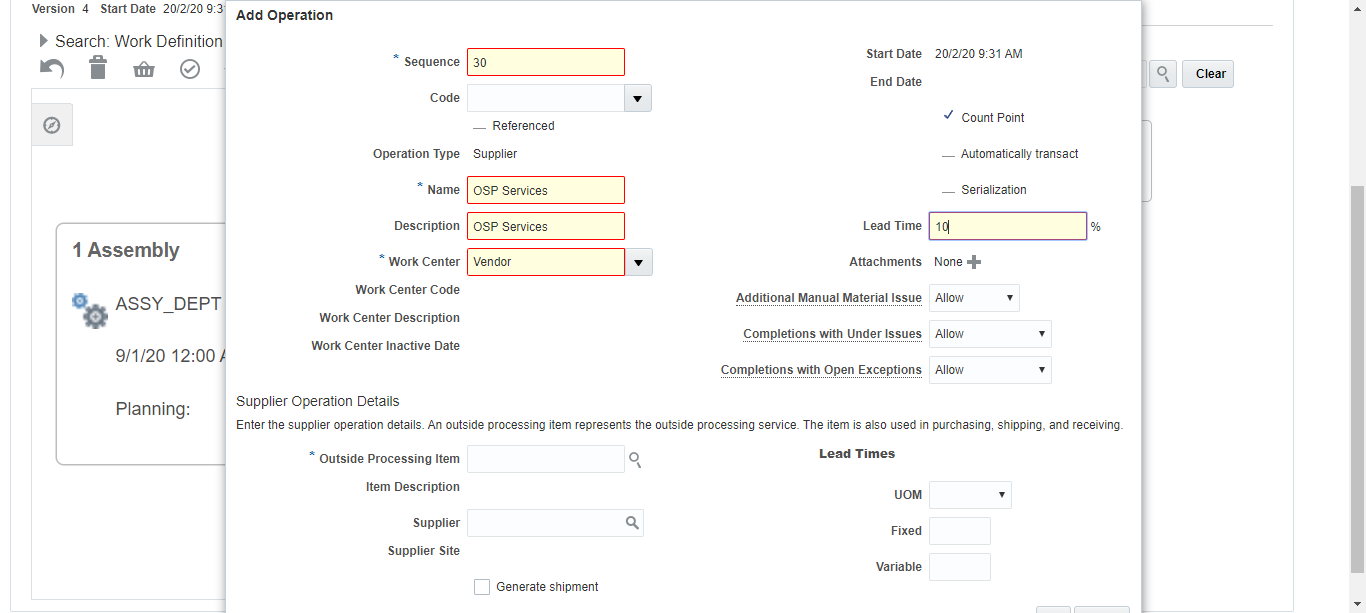 Version 4 Start Date 20/2/20 9:3
Search: Work Definition
Clear
1 Assembly
ASSY_DEPT
9/1/20 12:00
Planning:
Add Operation
* Sequence 30
Code
Referenced
Operation Type Supplier
* Name OSP Services
Description OSP Services
* Work Center Vendor
Work Center Code
Work Center Description
Work Center Inactive Date
Start Date 20/2/20 9:31 AM
End Date
Count Point
Automatically transact
Serialization
Lead Time 10 %
Attachments None
Additional Manual Material Issue Allow
Completions with Under Issues Allow
Completions with Open Exceptions Allow
Supplier Operation Details
Enter the supplier operation details. An outside processing item represents the outside processing service. The item is also used in purchasing, shipping, and receiving.
* Outside Processing Item
Item Description
Supplier
Supplier Site
Generate shipment
Lead Times
UOM
Fixed
Variable